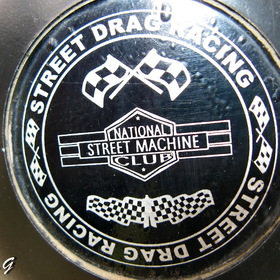 STREET DRAG RACING
NATIONAL
STREET MACHINE
CLUB
STREET DRAG RACING
g